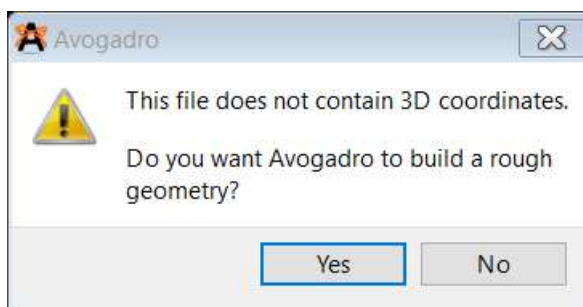 Avogadro
This file does not contain 3D coordinates.
Do you want Avogadro to build a rough
geometry?
Yes
No